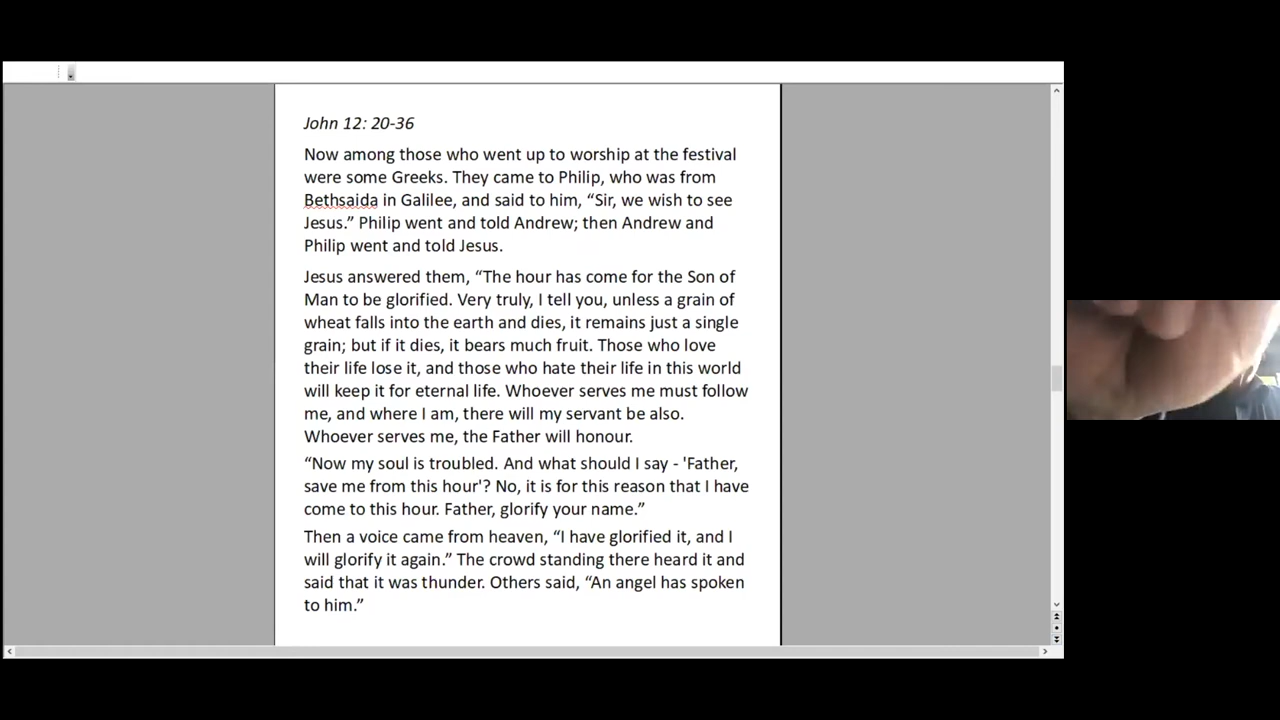 John 12: 20-36
Now among those who went up to worship at the festival
were some Greeks. They came to Philip, who was from
Bethsaida in Galilee, and said to him, “Sir, we wish to see
Jesus.” Philip went and told Andrew; then Andrew and
Philip went and told Jesus.
Jesus answered them, “The hour has come for the Son of
Man to be glorified. Very truly, I tell you, unless a grain of
wheat falls into the earth and dies, it remains just a single
grain; but if it dies, it bears much fruit. Those who love
their life lose it, and those who hate their life in this world
will keep it for eternal life. Whoever serves me must follow
me, and where I am, there will my servant be also.
Whoever serves me, the Father will honour.
“Now my soul is troubled. And what should I say - 'Father,
save me from this hour'? No, it is for this reason that I have
come to this hour. Father, glorify your name.”
Then a voice came from heaven, “I have glorified it, and I
will glorify it again.” The crowd standing there heard it and
said that it was thunder. Others said, “An angel has spoken
to him.”